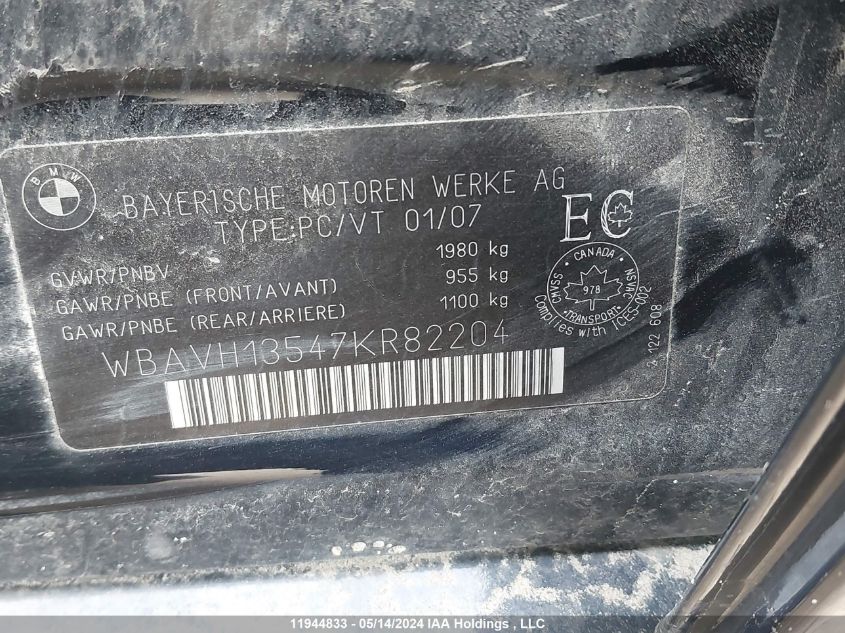 BMW
BAYERISCHE MOTOREN WERKE AG
TYPE:PC/VT 01/07
EC
GVWR/PNBV 1980 kg
GAWR/PNBE (FRONT/AVANT) 955 kg
GAWR/PNBE (REAR/ARRIERE) 1100 kg
CANADA
CMVSS 978 NSVAC
TRANSPORT
Complies with ICES-002
WBAVH13547KR82204
122 608
11944833 - 05/14/2024 IAA Holdings , LLC